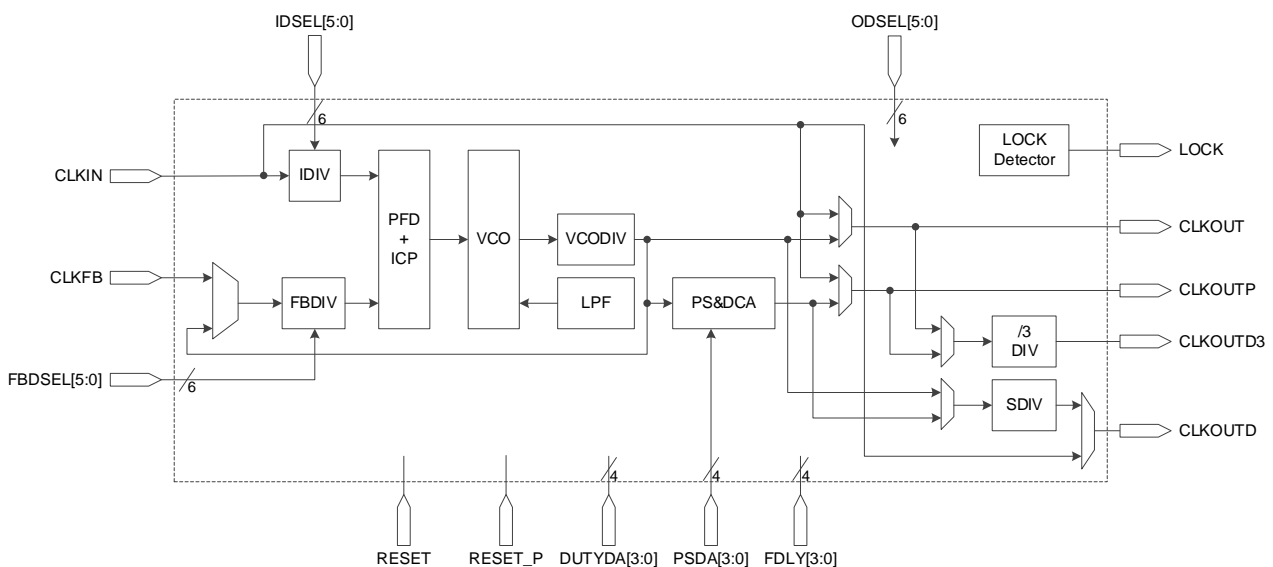 IDSEL[5:0]
ODSEL[5:0]
6
6
LOCK
Detector
LOCK
CLKIN
IDIV
PFD
+
ICP
VCO
VCODIV
CLKOUT
CLKFB
FBDIV
LPF
PS&DCA
CLKOUTP
/3
DIV
CLKOUTD3
FBDSEL[5:0]
6
SDIV
CLKOUTD
4
4
4
RESET
RESET_P
DUTYDA[3:0]
PSDA[3:0]
FDLY[3:0]